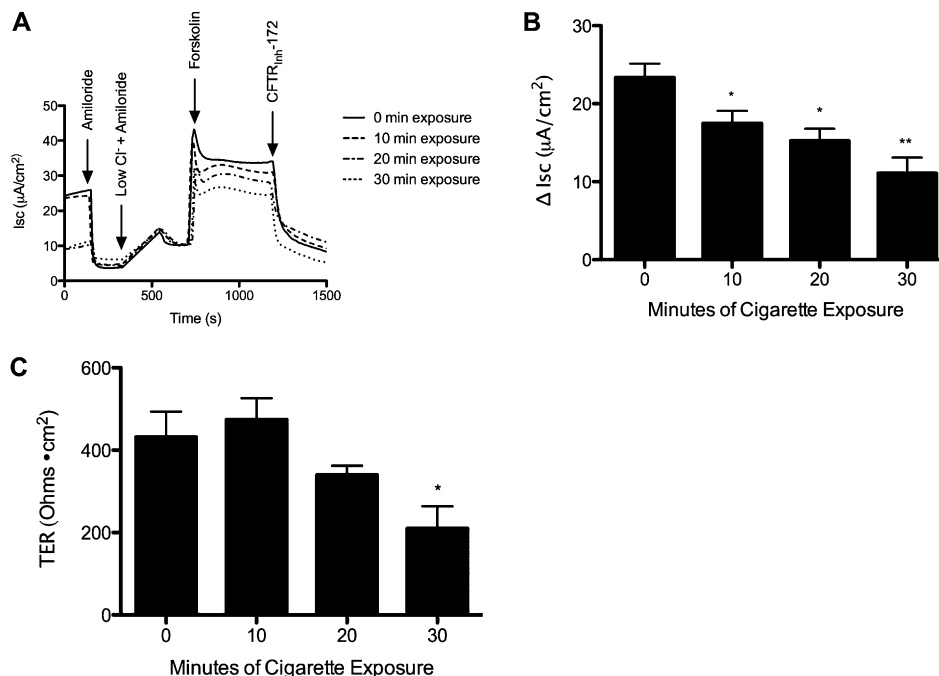 A
Amiloride
Low Cl⁻ + Amiloride
Forskolin
CFTRInh-172
Isc (μA/cm2)
50
40
30
20
10
0
0
500
1000
1500
Time (s)
0 min exposure
10 min exposure
20 min exposure
30 min exposure
B
Δ Isc (μA/cm2)
30
20
10
0
*
*
**
0
10
20
30
Minutes of Cigarette Exposure
C
TER (Ohms •cm2)
600
400
200
0
*
0
10
20
30
Minutes of Cigarette Exposure